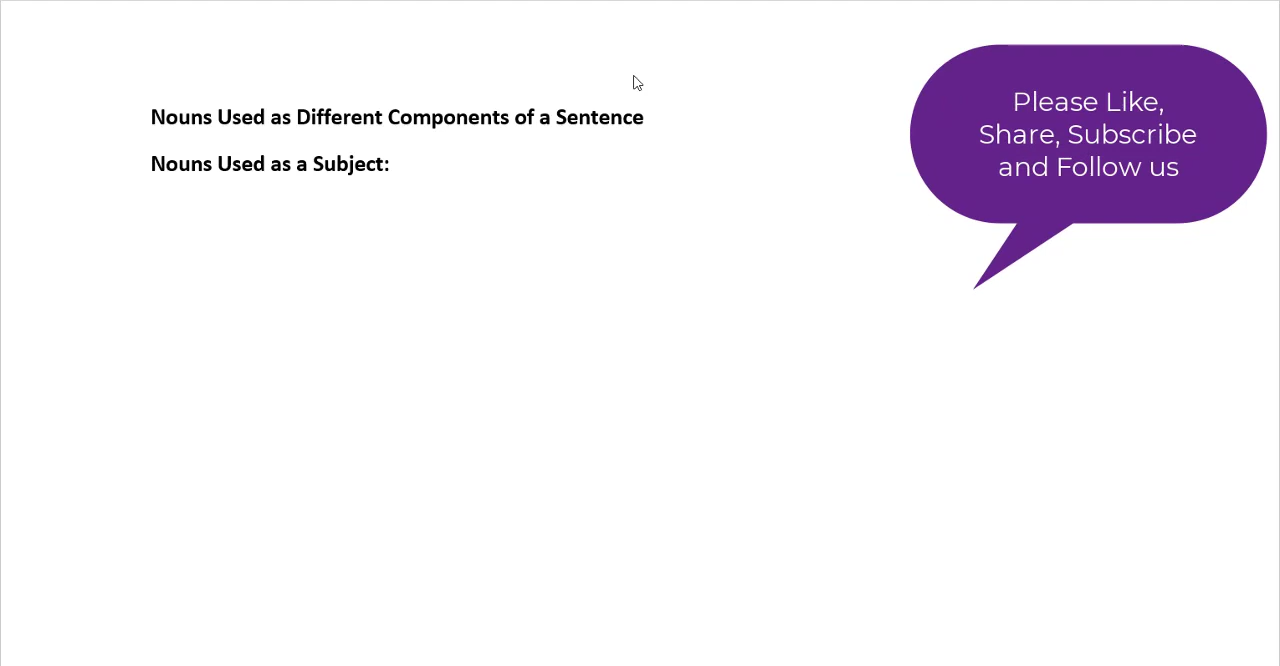 Nouns Used as Different Components of a Sentence
Nouns Used as a Subject:
Please Like,
Share, Subscribe
and Follow us